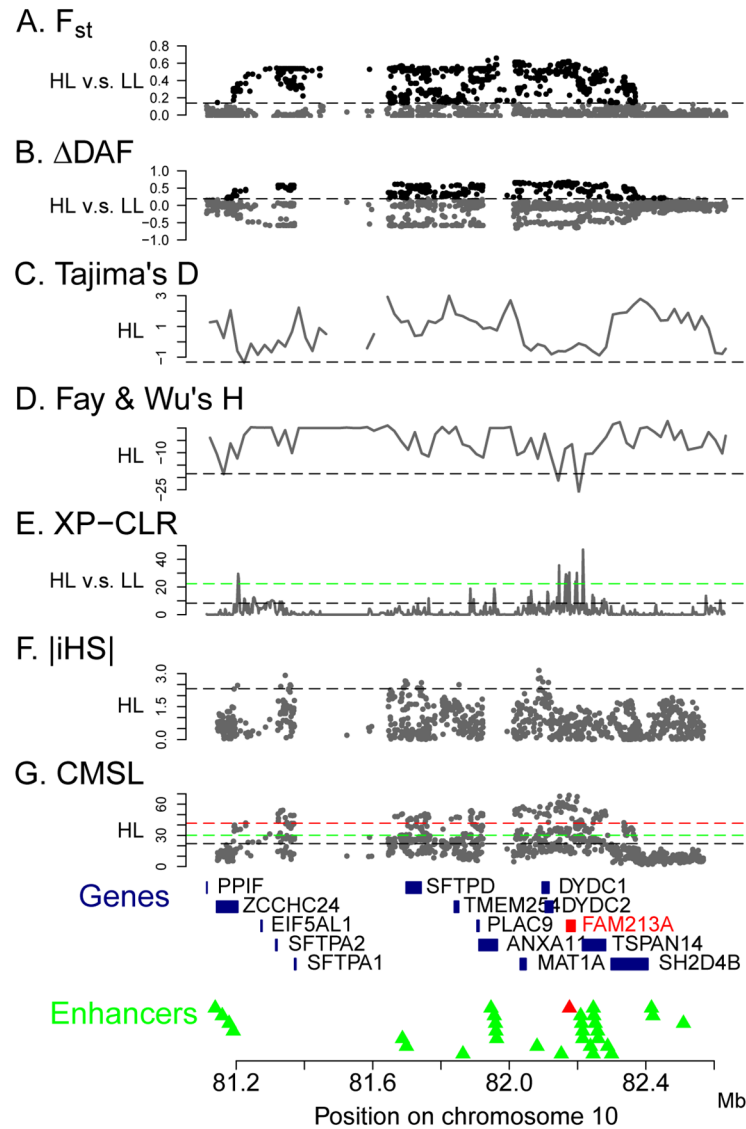 A. Fst
HL v.s. LL
0.8
0.6
0.4
0.2
0.0
B. ΔDAF
HL v.s. LL
1.0
0.5
0.0
−0.5
−1.0
C. Tajima's D
HL
3
1
−1
D. Fay & Wu's H
HL
−10
−25
E. XP−CLR
HL v.s. LL
40
20
0
F. |iHS|
HL
3.0
1.5
0.0
G. CMSL
HL
60
30
0
Genes
PPIF
SFTPD
DYDC1
ZCCHC24
TMEM254
DYDC2
EIF5AL1
PLAC9
FAM213A
SFTPA2
ANXA11
TSPAN14
SFTPA1
MAT1A
SH2D4B
Enhancers
81.2
81.6
82.0
82.4
Mb
Position on chromosome 10